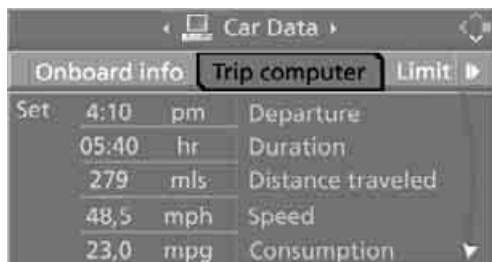 Car Data
Onboard info Trip computer Limit
Set 4:10 pm Departure
05:40 hr Duration
279 mls Distance traveled
48,5 mph Speed
23,0 mpg Consumption